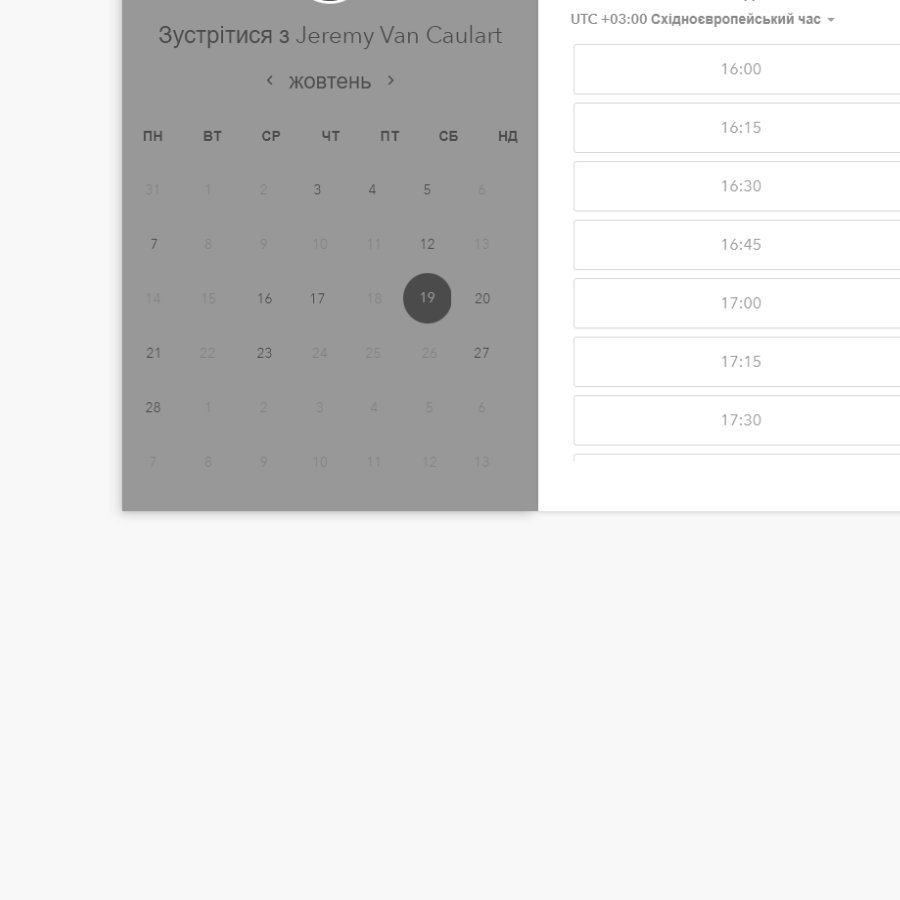 Зустрітися з Jeremy Van Caulart
жовтень
ПН ВТ СР ЧТ ПТ СБ НД
31 1 2 3 4 5 6
7 8 9 10 11 12 13
14 15 16 17 18 19 20
21 22 23 24 25 26 27
28 1 2 3 4 5 6
7 8 9 10 11 12 13
UTC +03:00 Східноєвропейський час
16:00
16:15
16:30
16:45
17:00
17:15
17:30